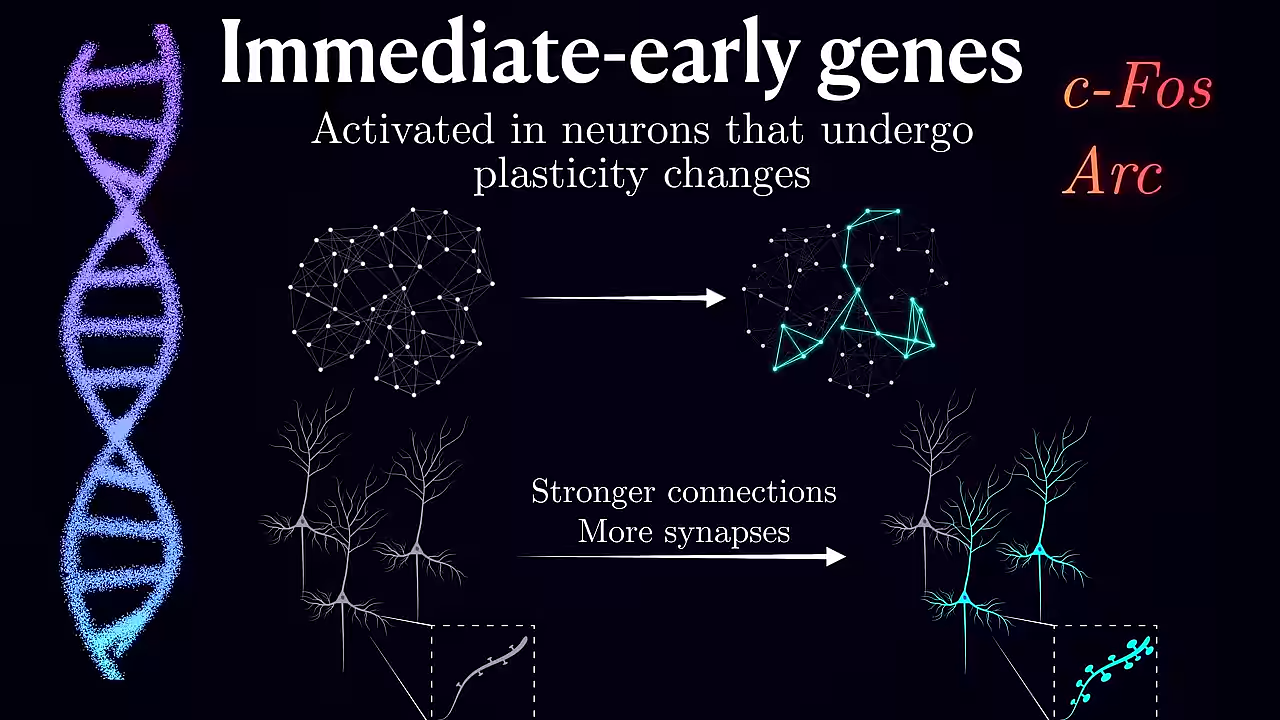 Immediate-early genes
Activated in neurons that undergo
plasticity changes
c-Fos
Arc
Stronger connections
More synapses